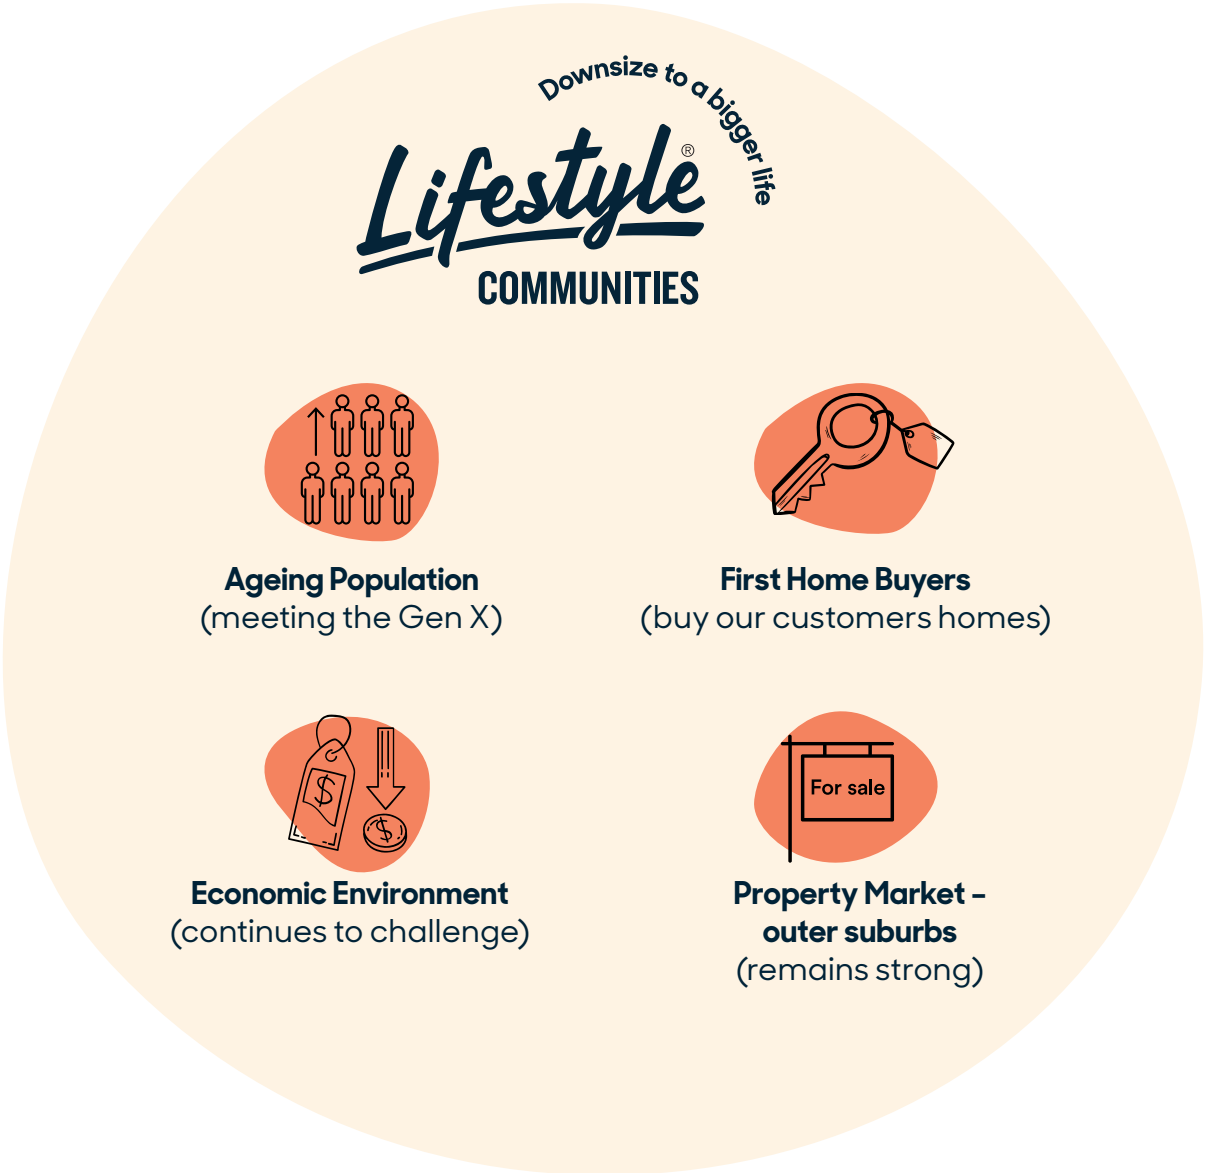 Downsize to a bigger life
Lifestyle®
COMMUNITIES
Ageing Population
(meeting the Gen X)
First Home Buyers
(buy our customers homes)
$
$
Economic Environment
(continues to challenge)
For sale
Property Market –
outer suburbs
(remains strong)